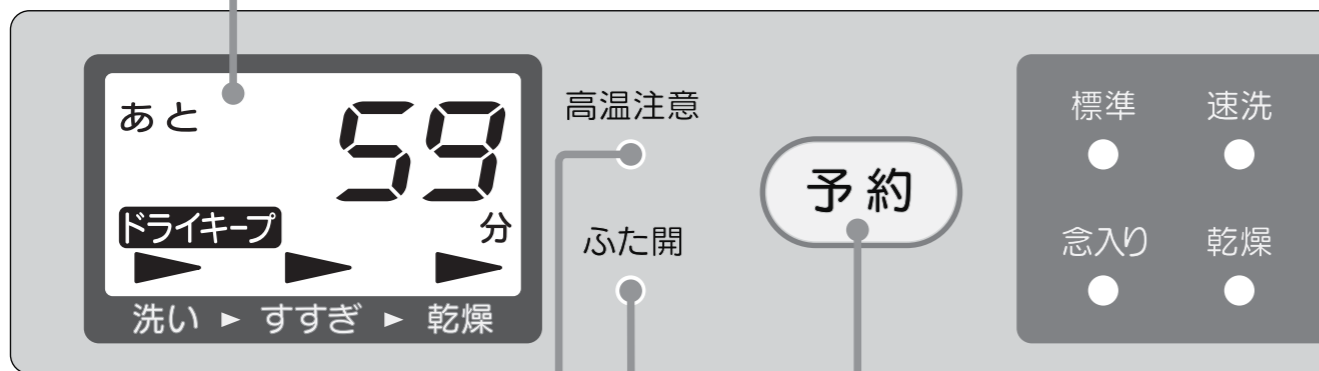 あと
59
分
ドライキープ
洗い ▶ すすぎ ▶ 乾燥
高温注意
ふた開
予約
標準
速洗
念入り
乾燥